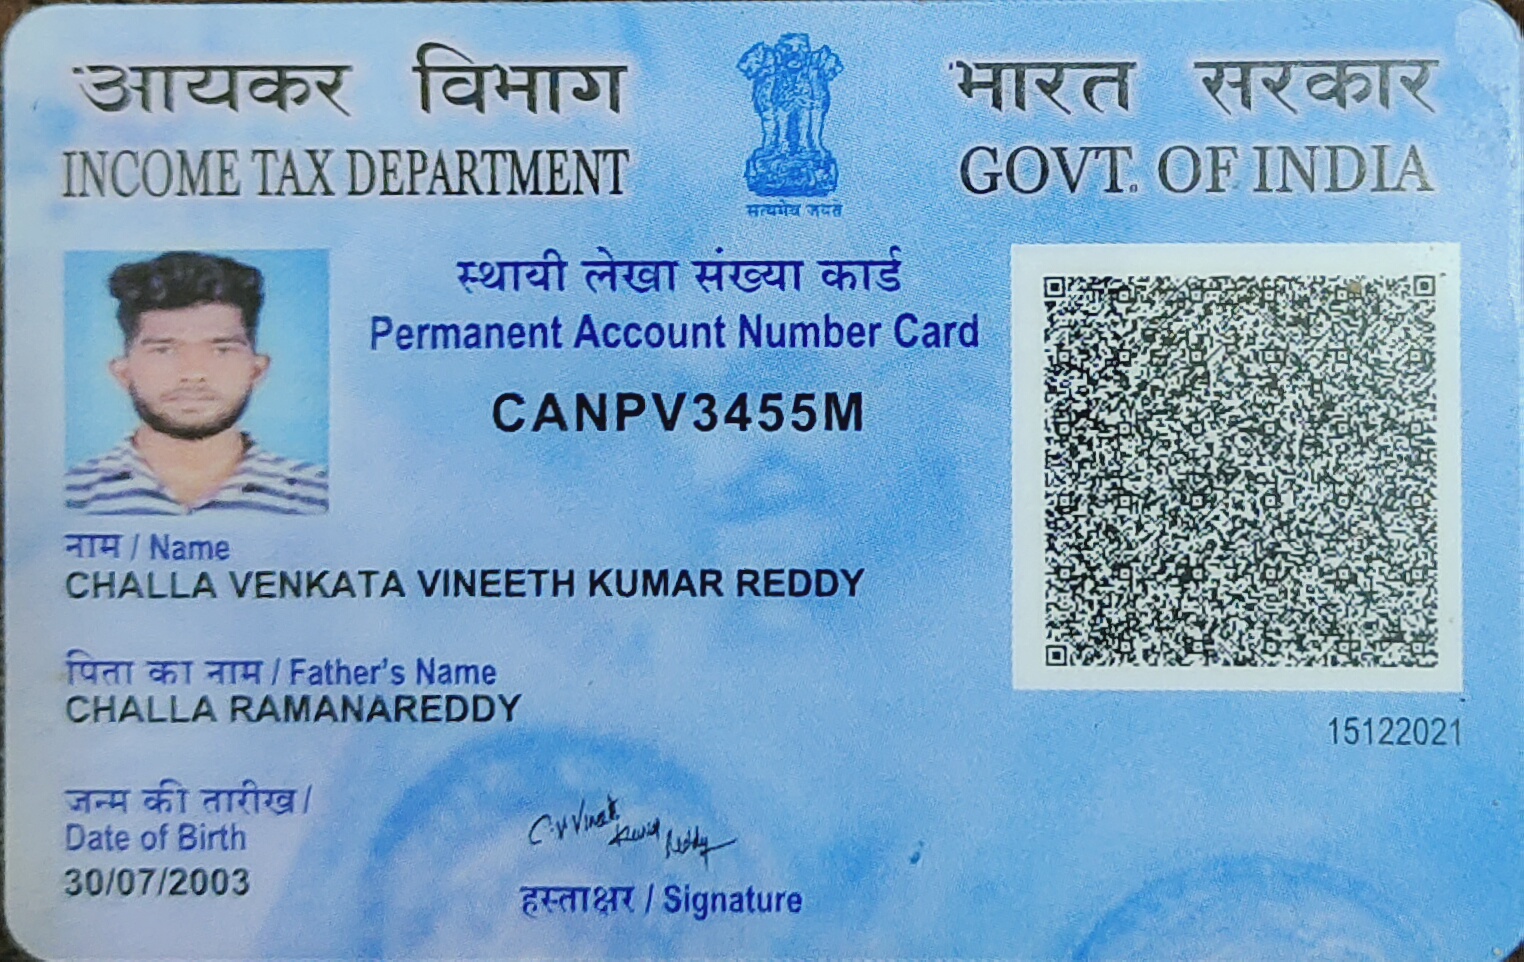 आयकर विभाग
INCOME TAX DEPARTMENT
सत्यमेव जयते
भारत सरकार
GOVT. OF INDIA
स्थायी लेखा संख्या कार्ड
Permanent Account Number Card
CANPV3455M
नाम / Name
CHALLA VENKATA VINEETH KUMAR REDDY
पिता का नाम / Father's Name
CHALLA RAMANAREDDY
15122021
जन्म की तारीख /
Date of Birth
30/07/2003
Reddy
हस्ताक्षर / Signature